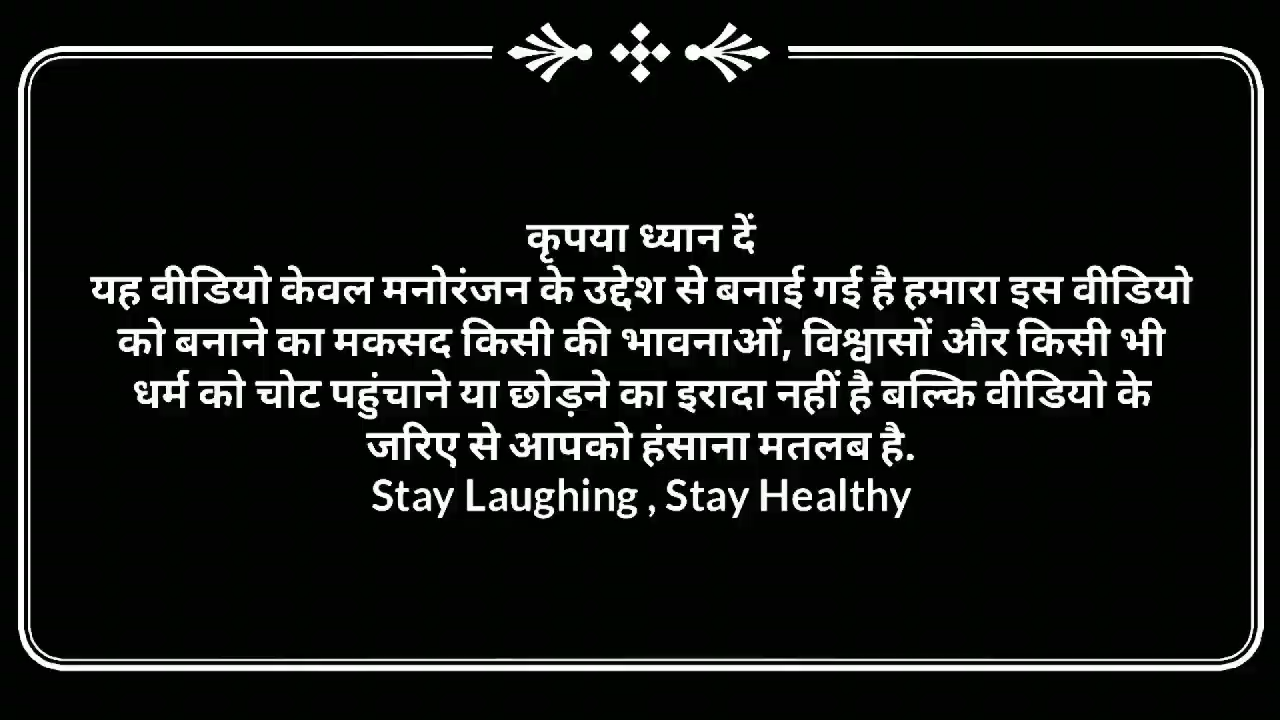 कृपया ध्यान दें
यह वीडियो केवल मनोरंजन के उद्देश से बनाई गई है हमारा इस वीडियो
को बनाने का मकसद किसी की भावनाओं, विश्वासों और किसी भी
धर्म को चोट पहुंचाने या छोड़ने का इरादा नहीं है बल्कि वीडियो के
जरिए से आपको हंसाना मतलब है.
Stay Laughing , Stay Healthy